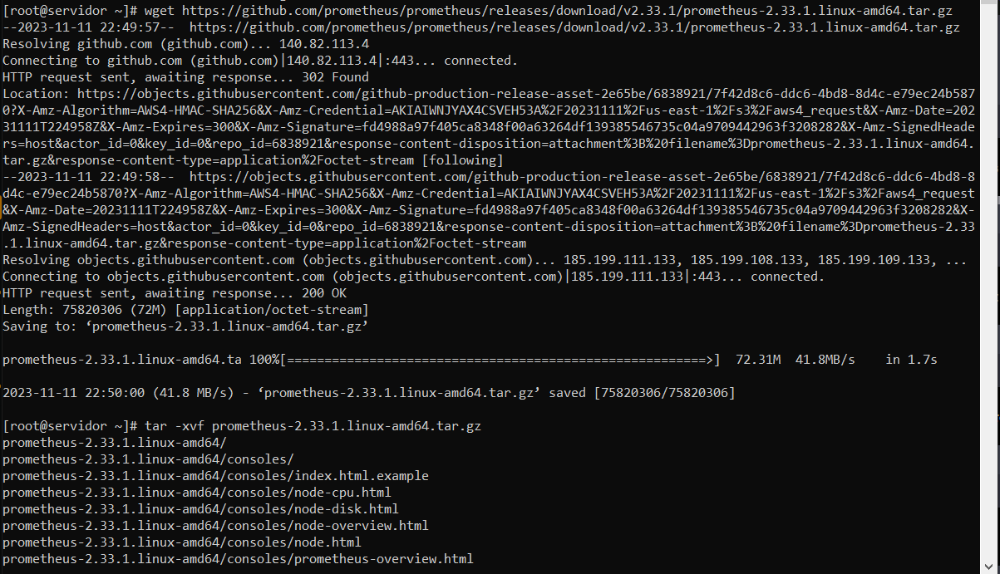 [root@servidor ~]# wget https://github.com/prometheus/prometheus/releases/download/v2.33.1/prometheus-2.33.1.linux-amd64.tar.gz
--2023-11-11 22:49:57--  https://github.com/prometheus/prometheus/releases/download/v2.33.1/prometheus-2.33.1.linux-amd64.tar.gz
Resolving github.com (github.com)... 140.82.113.4
Connecting to github.com (github.com)|140.82.113.4|:443... connected.
HTTP request sent, awaiting response... 302 Found
Location: https://objects.githubusercontent.com/github-production-release-asset-2e65be/6838921/7f42d8c6-ddc6-4bd8-8d4c-e79ec24b587
0?X-Amz-Algorithm=AWS4-HMAC-SHA256&X-Amz-Credential=AKIAIWNJYAX4CSVEH53A%2F20231111%2Fus-east-1%2Fs3%2Faws4_request&X-Amz-Date=202
31111T224958Z&X-Amz-Expires=300&X-Amz-Signature=fd4988a97f405ca8348f00a63264df139385546735c04a9709442963f3208282&X-Amz-SignedHeade
rs=host&actor_id=0&key_id=0&repo_id=6838921&response-content-disposition=attachment%3B%20filename%3Dprometheus-2.33.1.linux-amd64.
tar.gz&response-content-type=application%2Foctet-stream [following]
--2023-11-11 22:49:58--  https://objects.githubusercontent.com/github-production-release-asset-2e65be/6838921/7f42d8c6-ddc6-4bd8-8
d4c-e79ec24b5870?X-Amz-Algorithm=AWS4-HMAC-SHA256&X-Amz-Credential=AKIAIWNJYAX4CSVEH53A%2F20231111%2Fus-east-1%2Fs3%2Faws4_request
&X-Amz-Date=20231111T224958Z&X-Amz-Expires=300&X-Amz-Signature=fd4988a97f405ca8348f00a63264df139385546735c04a9709442963f3208282&X-
Amz-SignedHeaders=host&actor_id=0&key_id=0&repo_id=6838921&response-content-disposition=attachment%3B%20filename%3Dprometheus-2.33
.1.linux-amd64.tar.gz&response-content-type=application%2Foctet-stream
Resolving objects.githubusercontent.com (objects.githubusercontent.com)... 185.199.111.133, 185.199.108.133, 185.199.109.133, ...
Connecting to objects.githubusercontent.com (objects.githubusercontent.com)|185.199.111.133|:443... connected.
HTTP request sent, awaiting response... 200 OK
Length: 75820306 (72M) [application/octet-stream]
Saving to: ‘prometheus-2.33.1.linux-amd64.tar.gz’
prometheus-2.33.1.linux-amd64.ta 100%[========================================================>]  72.31M  41.8MB/s    in 1.7s
2023-11-11 22:50:00 (41.8 MB/s) - ‘prometheus-2.33.1.linux-amd64.tar.gz’ saved [75820306/75820306]
[root@servidor ~]# tar -xvf prometheus-2.33.1.linux-amd64.tar.gz
prometheus-2.33.1.linux-amd64/
prometheus-2.33.1.linux-amd64/consoles/
prometheus-2.33.1.linux-amd64/consoles/index.html.example
prometheus-2.33.1.linux-amd64/consoles/node-cpu.html
prometheus-2.33.1.linux-amd64/consoles/node-disk.html
prometheus-2.33.1.linux-amd64/consoles/node-overview.html
prometheus-2.33.1.linux-amd64/consoles/node.html
prometheus-2.33.1.linux-amd64/consoles/prometheus-overview.html